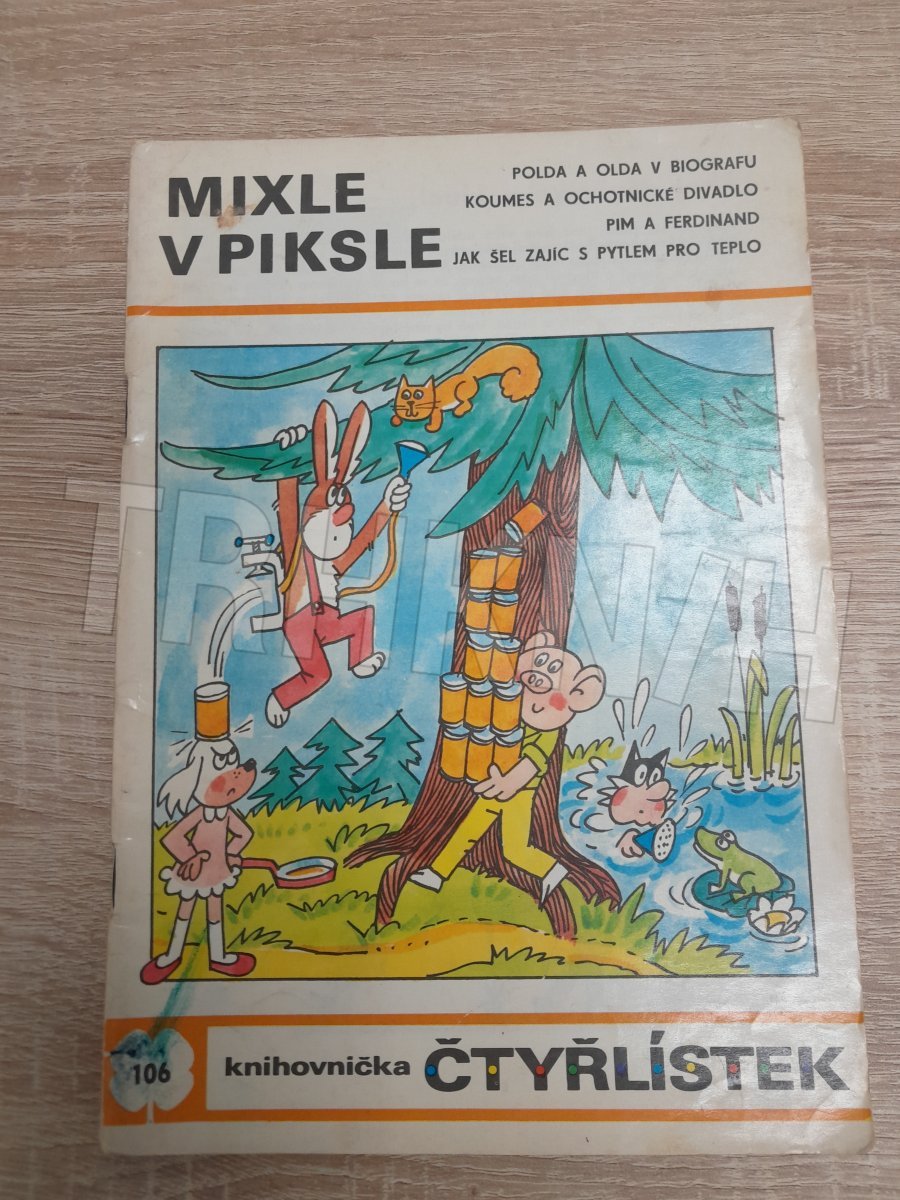 MIXLE
V PIKSLE
POLDA A OLDA V BIOGRAFU
KOUMES A OCHOTNICKÉ DIVADLO
PIM A FERDINAND
JAK ŠEL ZAJÍC S PYTLEM PRO TEPLO
106
knihovnička ČTYŘLÍSTEK